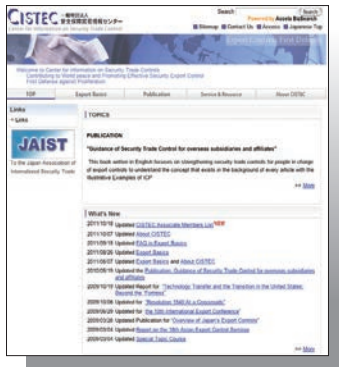 CISTEC 一般財団法人
安全保障貿易情報センター
Center for Information on Security Trade Control
Search Search
Powered by Accela BizSearch
Sitemap Contact Us Access Japanese Top
Welcome to Center for Information on Security Trade Controls
Contributing to World peace and Promoting Effective Security Export Control
First Defense against Proliferation
TOP Export Basics Publication Service & Resource About CISTEC
Links
Links
JAIST
To the Japan Association of
International Security Trade
TOPICS
PUBLICATION
"Guidance of Security Trade Control for overseas subsidiaries and affiliates"
This book written in English focuses on strengthening security trade controls for people in charge
of export controls to understand the concept that exists in the background of every article with the
Illustrative Examples of ICP
>> More
What's New
2011/10/18 Updated CISTEC Associate Members List NEW
2011/10/07 Updated About CISTEC
2011/09/16 Updated FAQ in Export Basics
2011/08/26 Updated Export Basics
2011/06/07 Updated Export Basics and About CISTEC
2010/08/19 Updated the Publication, Guidance of Security Trade Control for overseas subsidiaries
and affiliates
2009/10/19 Updated Report for "Technology Transfer and the Transition in the United States:
Beyond the "Fortress"
2009/10/06 Updated for "Resolution 1540 At a Crossroads"
2009/06/29 Updated for the 10th International Export Conference"
2009/03/26 Updated Publication for "Overview of Japan's Export Controls"
2009/03/04 Updated Report on the 16th Asian Export Control Seminar
2009/03/04 Updated Special Topic Course
>> More